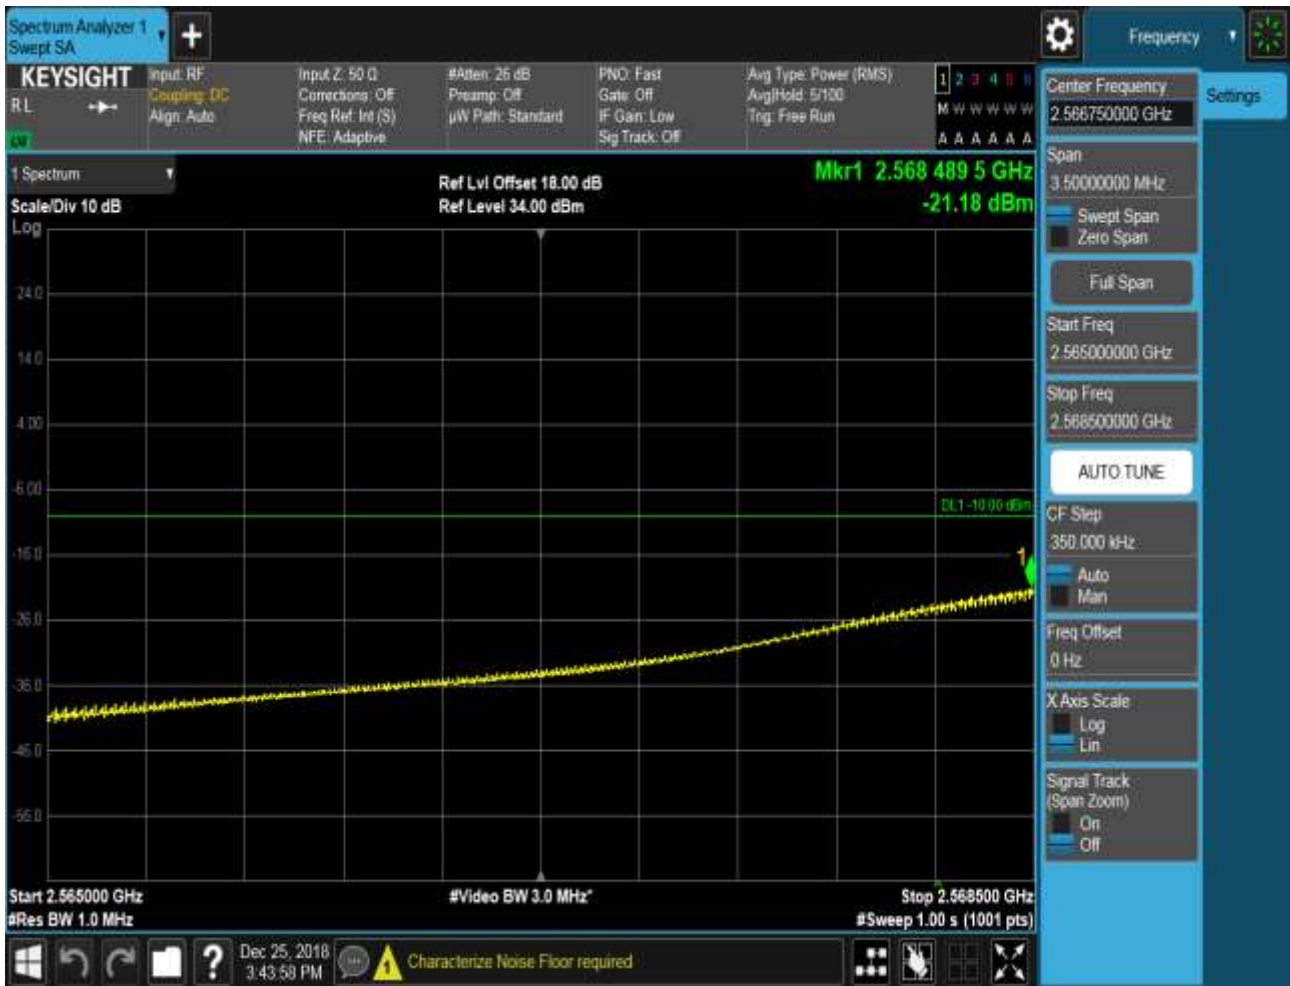 Spectrum Analyzer 1
Swept SA
Frequency
KEYSIGHT
R L
Input: RF
Coupling: DC
Align: Auto
Input Z: 50 Ω
Corrections: Off
Freq Ref: Int (S)
NFE: Adaptive
#Atten: 26 dB
Preamp: Off
µW Path: Standard
PNO: Fast
Gate: Off
IF Gain: Low
Sig Track: Off
Avg Type: Power (RMS)
Avg|Hold: 5/100
Trig: Free Run
1 2 3 4 5 6
M W W W W W
A A A A A A
Center Frequency
2.566750000 GHz
Settings
Span
3.50000000 MHz
Swept Span
Zero Span
Full Span
Start Freq
2.565000000 GHz
Stop Freq
2.568500000 GHz
AUTO TUNE
CF Step
350.000 kHz
Auto
Man
Freq Offset
0 Hz
X Axis Scale
Log
Lin
Signal Track
(Span Zoom)
On
Off
1 Spectrum
Scale/Div 10 dB
Log
Ref Lvl Offset 18.00 dB
Ref Level 34.00 dBm
Mkr1 2.568 489 5 GHz
-21.18 dBm
24.0
14.0
4.00
-6.00
DL1 -10.00 dBm
-16.0
1
-26.0
-36.0
-46.0
-56.0
Start 2.565000 GHz
#Video BW 3.0 MHz*
Stop 2.568500 GHz
#Res BW 1.0 MHz
#Sweep 1.00 s (1001 pts)
?
Dec 25, 2018
3:43:58 PM
1
Characterize Noise Floor required